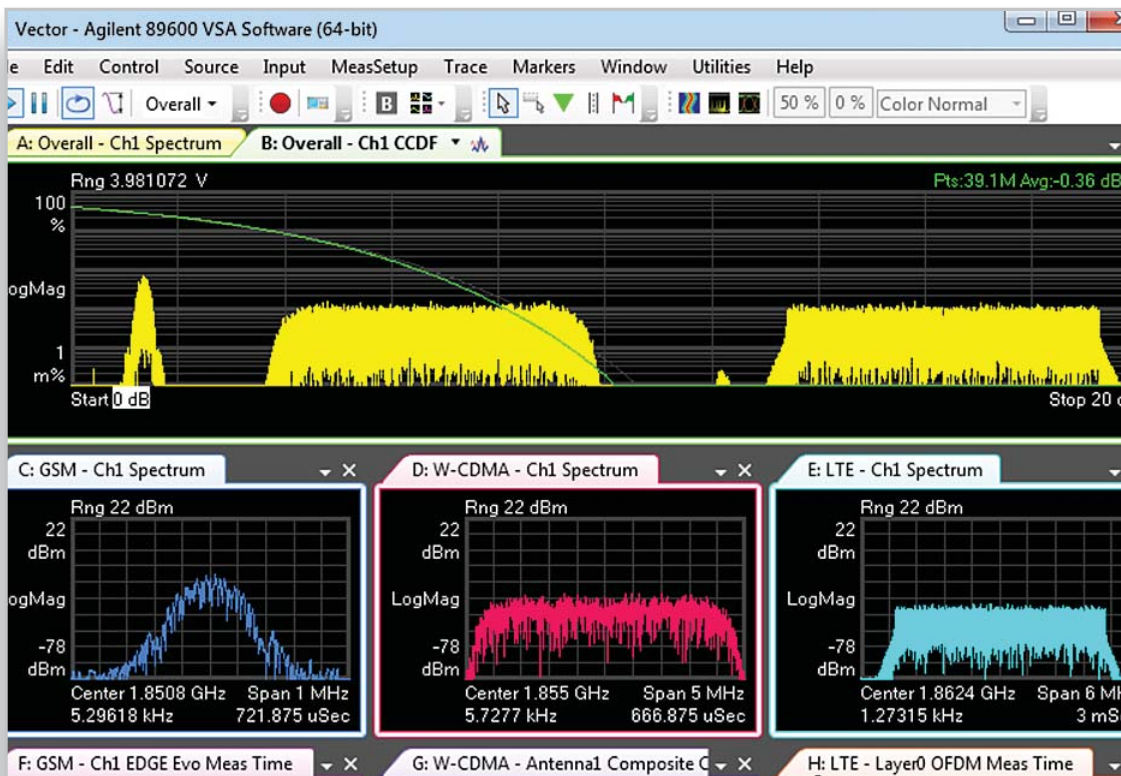 Vector - Agilent 89600 VSA Software (64-bit)
e Edit Control Source Input MeasSetup Trace Markers Window Utilities Help
Overall B 50 % 0 % Color Normal
A: Overall - Ch1 Spectrum B: Overall - Ch1 CCDF
Rng 3.981072 V Pts:39.1M Avg:-0.36 dB
100
%
ogMag
1
m%
Start 0 dB Stop 20 d
C: GSM - Ch1 Spectrum D: W-CDMA - Ch1 Spectrum E: LTE - Ch1 Spectrum
Rng 22 dBm Rng 22 dBm Rng 22 dBm
22 22 22
dBm dBm dBm
ogMag LogMag LogMag
-78 -78 -78
dBm dBm dBm
Center 1.8508 GHz Span 1 MHz Center 1.855 GHz Span 5 MHz Center 1.8624 GHz Span 6 MH
5.29618 kHz 721.875 uSec 5.7277 kHz 666.875 uSec 1.27315 kHz 3 mS
F: GSM - Ch1 EDGE Evo Meas Time G: W-CDMA - Antenna1 Composite C H: LTE - Layer0 OFDM Meas Time